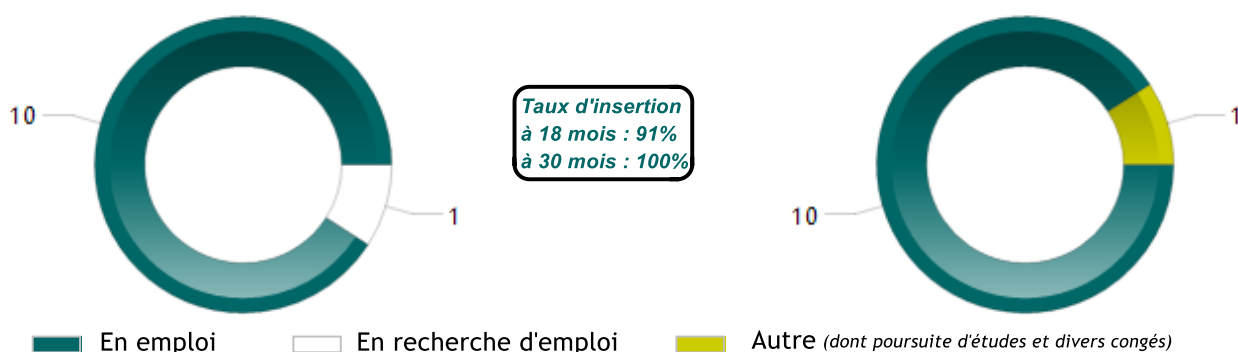 10
1
Taux d'insertion
à 18 mois : 91%
à 30 mois : 100%
1
10
En emploi
En recherche d'emploi
Autre (dont poursuite d'études et divers congés)